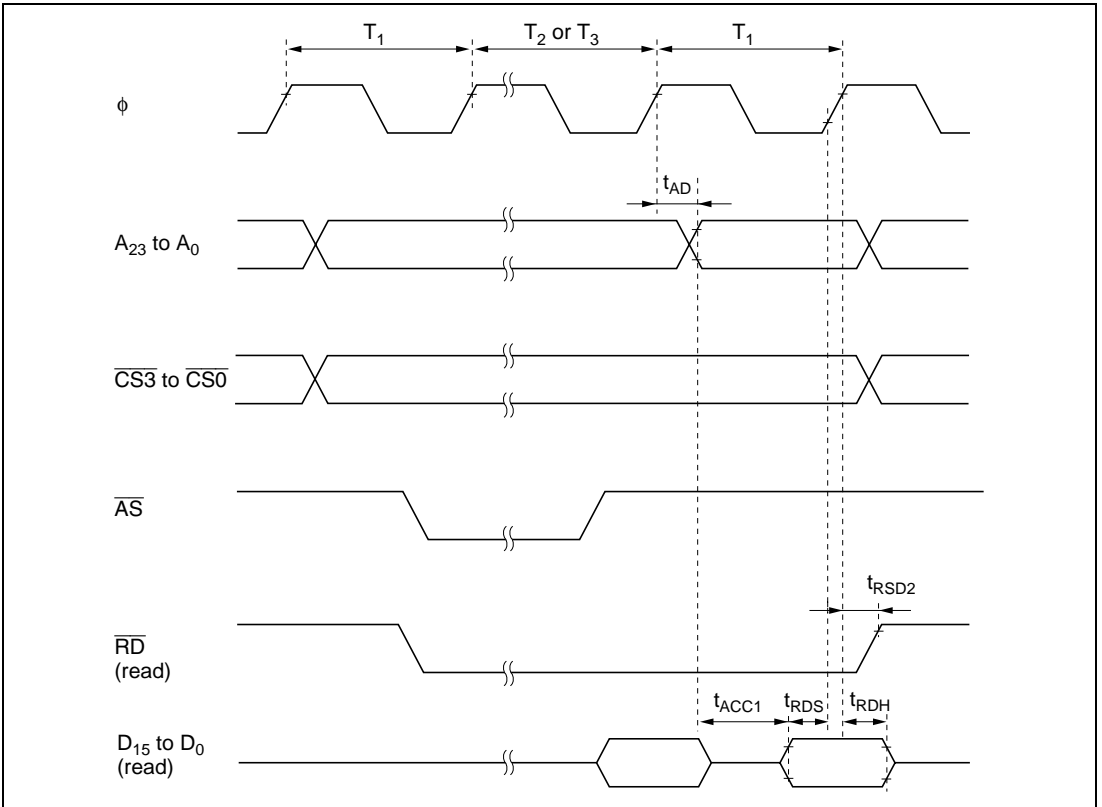 T1 T2 or T3 T1
ϕ
tAD
A23 to A0
CS3 to CS0
AS
tRSD2
RD
(read)
tACC1 tRDS tRDH
D15 to D0
(read)